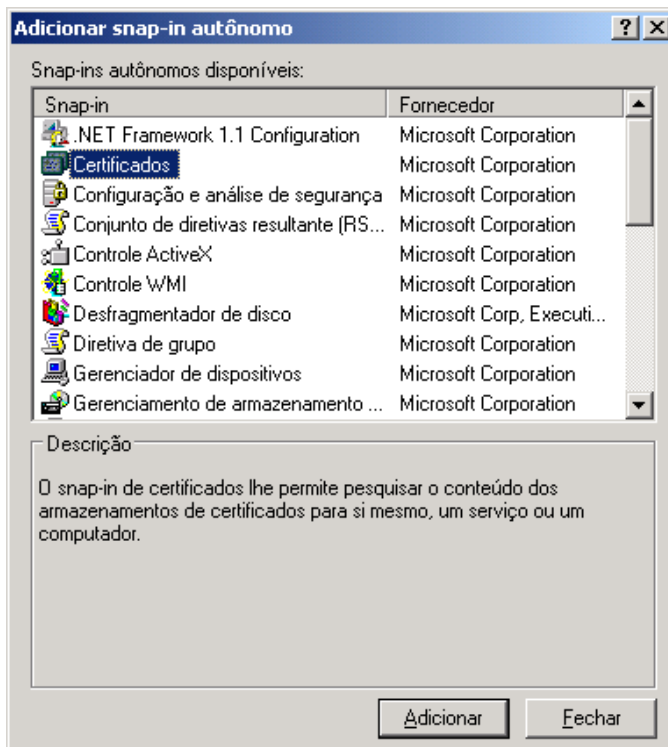 Adicionar snap-in autônomo
Snap-ins autônomos disponíveis:
Snap-in Fornecedor
.NET Framework 1.1 Configuration Microsoft Corporation
Certificados Microsoft Corporation
Configuração e análise de segurança Microsoft Corporation
Conjunto de diretivas resultante (RS... Microsoft Corporation
Controle ActiveX Microsoft Corporation
Controle WMI Microsoft Corporation
Desfragmentador de disco Microsoft Corp, Executi...
Diretiva de grupo Microsoft Corporation
Gerenciador de dispositivos Microsoft Corporation
Gerenciamento de armazenamento ... Microsoft Corporation
Descrição
O snap-in de certificados lhe permite pesquisar o conteúdo dos
armazenamentos de certificados para si mesmo, um serviço ou um
computador.
Adicionar Fechar